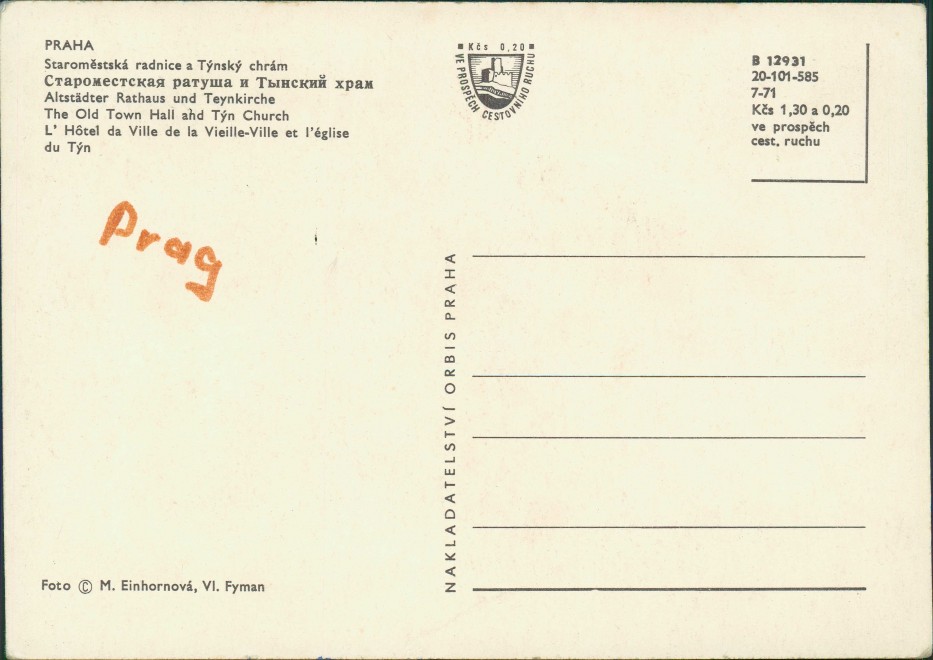 PRAHA
Staroměstská radnice a Týnský chrám
Староместская ратуша и Тынский храм
Altstädter Rathaus und Teynkirche
The Old Town Hall ahd Týn Church
L' Hôtel da Ville de la Vieille-Ville et l'église
du Týn
Kčs 0,20
VE PROSPĚCH CESTOVNÍHO RUCHU
B 12931
20-101-585
7-71
Kčs 1,30 a 0,20
ve prospěch
cest. ruchu
Prag
NAKLADATELSTVÍ ORBIS PRAHA
Foto © M. Einhornová, Vl. Fyman